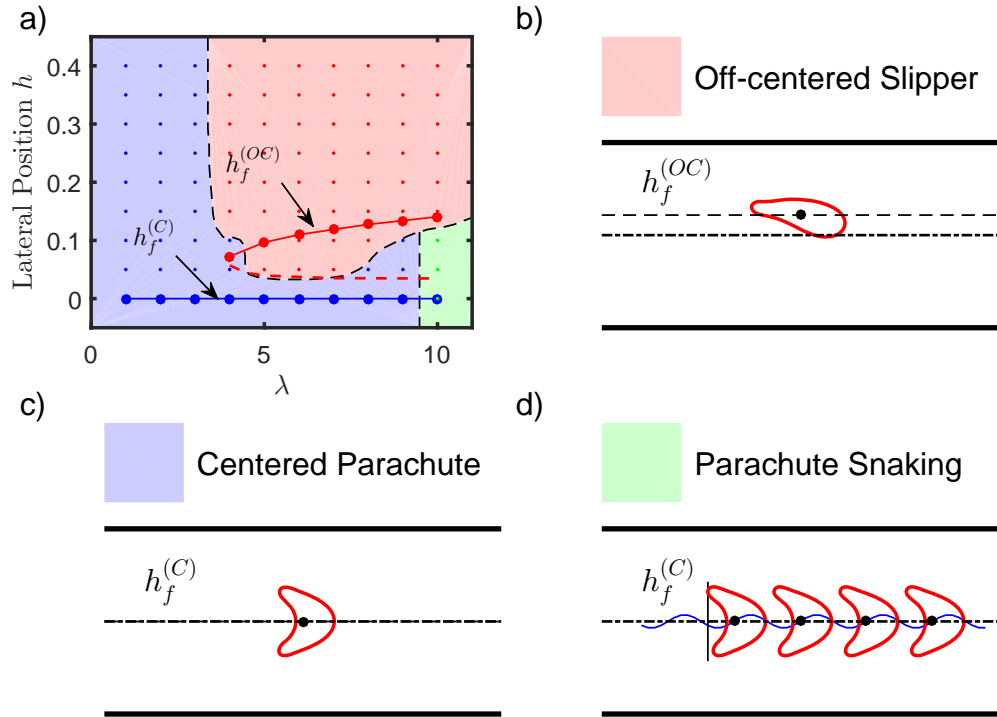 a)
Lateral Position h
0.4
0.3
0.2
0.1
0
0
5
10
λ
h_f^{(OC)}
h_f^{(C)}
b)
Off-centered Slipper
h_f^{(OC)}
c)
Centered Parachute
h_f^{(C)}
d)
Parachute Snaking
h_f^{(C)}